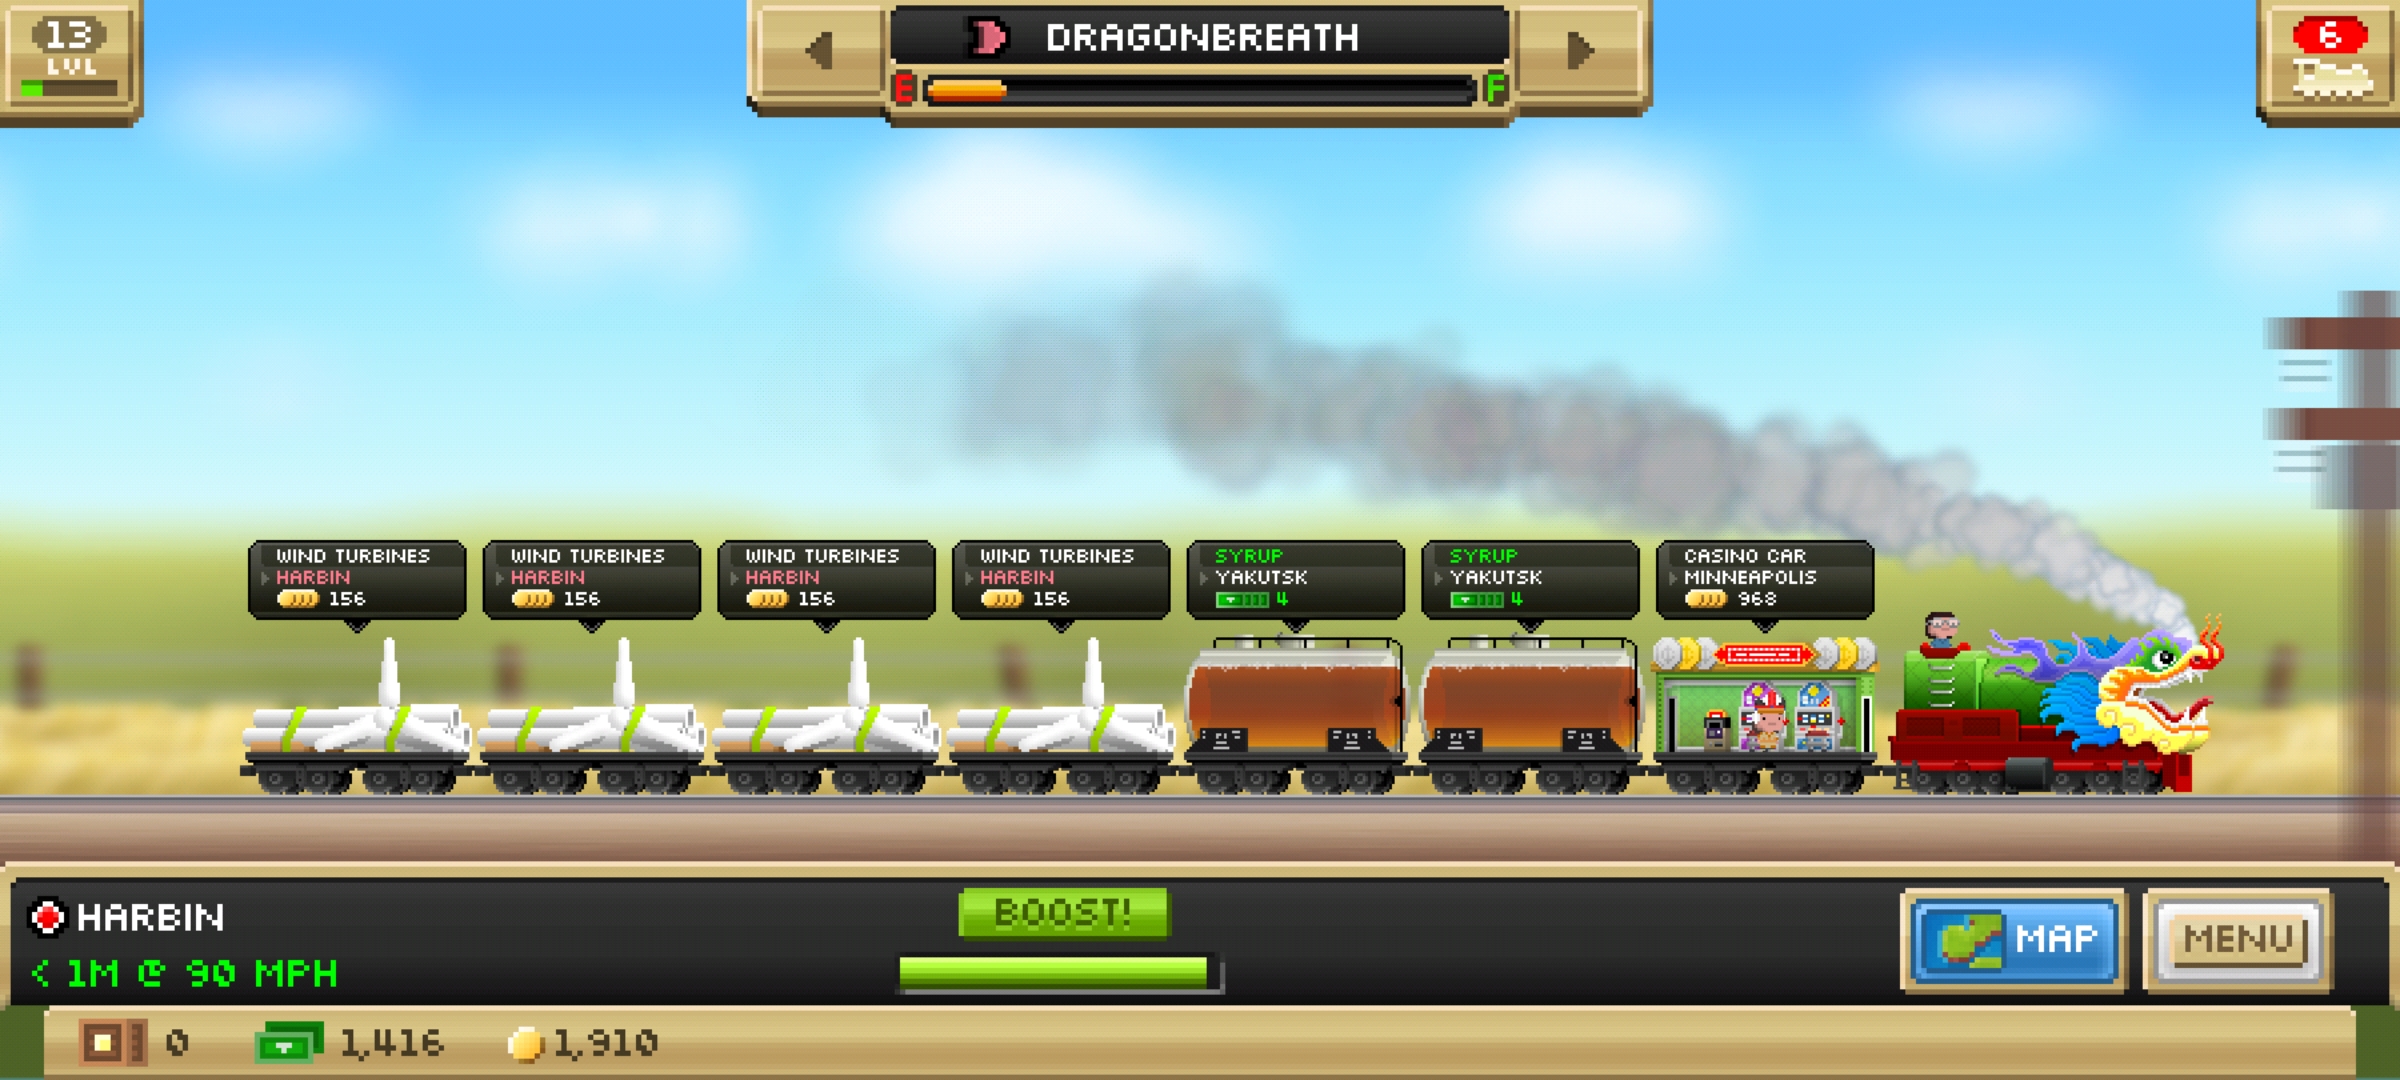 13
LVL
DRAGONBREATH
E F
6
WIND TURBINES
HARBIN
156
WIND TURBINES
HARBIN
156
WIND TURBINES
HARBIN
156
WIND TURBINES
HARBIN
156
SYRUP
YAKUTSK
4
SYRUP
YAKUTSK
4
CASINO CAR
MINNEAPOLIS
968
HARBIN
< 1M @ 90 MPH
BOOST!
MAP
MENU
0 1,416 1,910